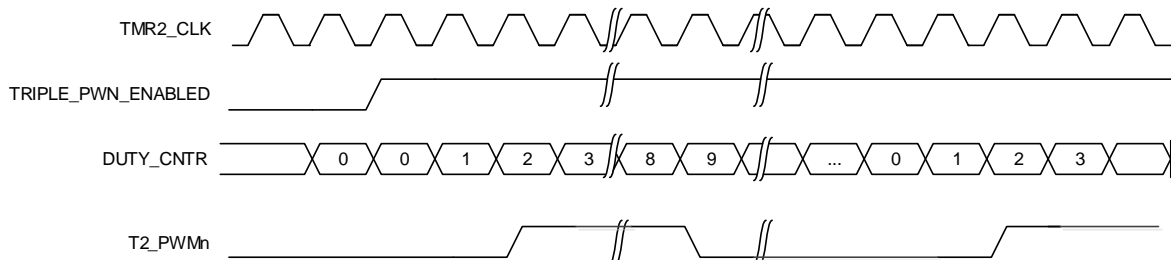 TMR2_CLK
TRIPLE_PWN_ENABLED
DUTY_CNTR 0 0 1 2 3 8 9 ... 0 1 2 3
T2_PWMn